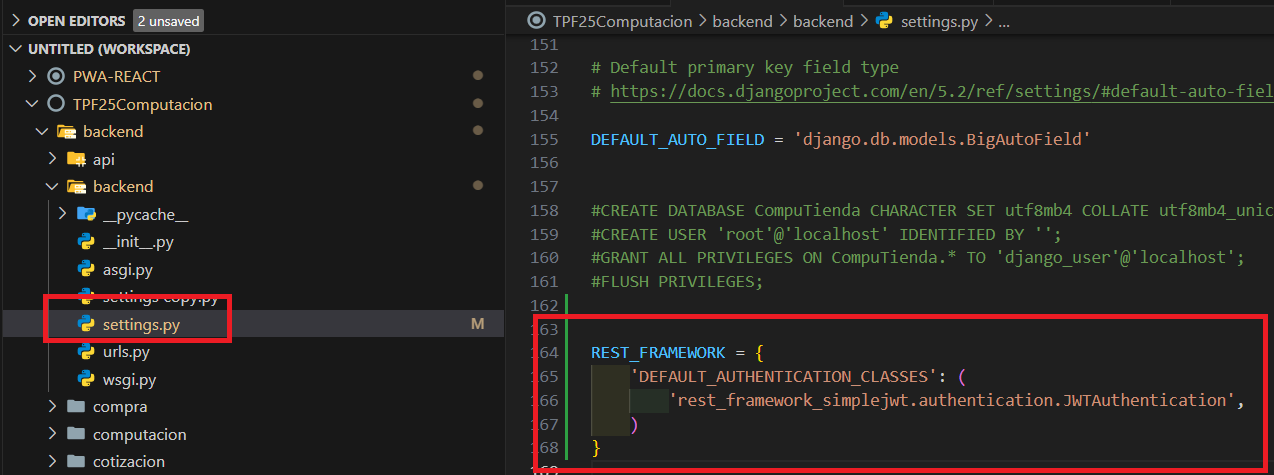 OPEN EDITORS 2 unsaved
UNTITLED (WORKSPACE)
PWA-REACT
TPF25Computacion
backend
api
backend
__pycache__
__init__.py
asgi.py
settings copy.py
settings.py M
urls.py
wsgi.py
compra
computacion
cotizacion
TPF25Computacion > backend > backend > settings.py > ...
151
152 # Default primary key field type
153 # https://docs.djangoproject.com/en/5.2/ref/settings/#default-auto-fiel
154
155 DEFAULT_AUTO_FIELD = 'django.db.models.BigAutoField'
156
157
158 #CREATE DATABASE CompuTienda CHARACTER SET utf8mb4 COLLATE utf8mb4_unic
159 #CREATE USER 'root'@'localhost' IDENTIFIED BY '';
160 #GRANT ALL PRIVILEGES ON CompuTienda.* TO 'django_user'@'localhost';
161 #FLUSH PRIVILEGES;
162
163
164 REST_FRAMEWORK = {
165 'DEFAULT_AUTHENTICATION_CLASSES': (
166 'rest_framework_simplejwt.authentication.JWTAuthentication',
167 )
168 }
169